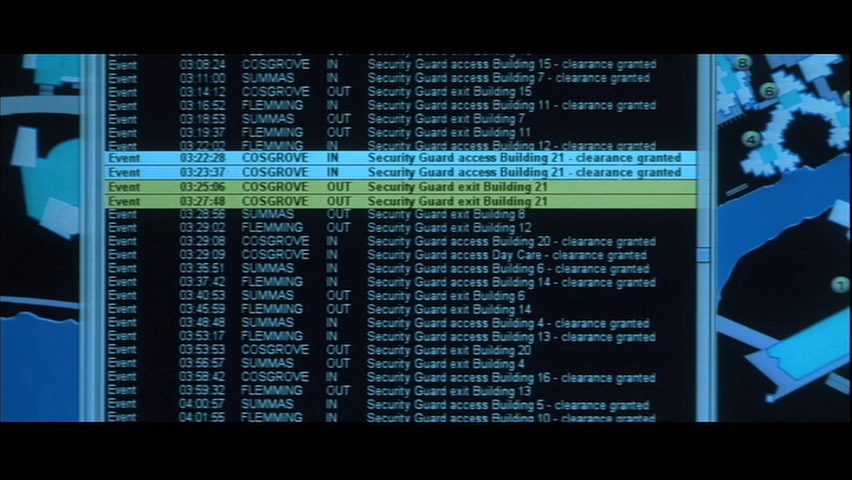 Event 03:08:24 COSGROVE IN Security Guard access Building 15 - clearance granted
Event 03:11:00 SUMMAS IN Security Guard access Building 7 - clearance granted
Event 03:14:12 COSGROVE OUT Security Guard exit Building 15
Event 03:16:52 FLEMMING IN Security Guard access Building 11 - clearance granted
Event 03:18:53 SUMMAS OUT Security Guard exit Building 7
Event 03:19:37 FLEMMING OUT Security Guard exit Building 11
Event 03:22:02 FLEMMING IN Security Guard access Building 12 - clearance granted
Event 03:22:28 COSGROVE IN Security Guard access Building 21 - clearance granted
Event 03:23:37 COSGROVE IN Security Guard access Building 21 - clearance granted
Event 03:25:06 COSGROVE OUT Security Guard exit Building 21
Event 03:27:48 COSGROVE OUT Security Guard exit Building 21
Event 03:28:56 SUMMAS OUT Security Guard exit Building 8
Event 03:29:02 FLEMMING OUT Security Guard exit Building 12
Event 03:29:08 COSGROVE IN Security Guard access Building 20 - clearance granted
Event 03:29:09 COSGROVE IN Security Guard access Day Care - clearance granted
Event 03:35:51 SUMMAS IN Security Guard access Building 6 - clearance granted
Event 03:37:42 FLEMMING IN Security Guard access Building 14 - clearance granted
Event 03:40:53 SUMMAS OUT Security Guard exit Building 6
Event 03:45:59 FLEMMING OUT Security Guard exit Building 14
Event 03:48:48 SUMMAS IN Security Guard access Building 4 - clearance granted
Event 03:53:17 FLEMMING IN Security Guard access Building 13 - clearance granted
Event 03:53:53 COSGROVE OUT Security Guard exit Building 20
Event 03:56:57 SUMMAS OUT Security Guard exit Building 4
Event 03:58:42 COSGROVE IN Security Guard access Building 16 - clearance granted
Event 03:59:32 FLEMMING OUT Security Guard exit Building 13
Event 04:00:57 SUMMAS IN Security Guard access Building 5 - clearance granted
Event 04:01:55 FLEMMING IN Security Guard access Building 10 - clearance granted
8
6
4
1